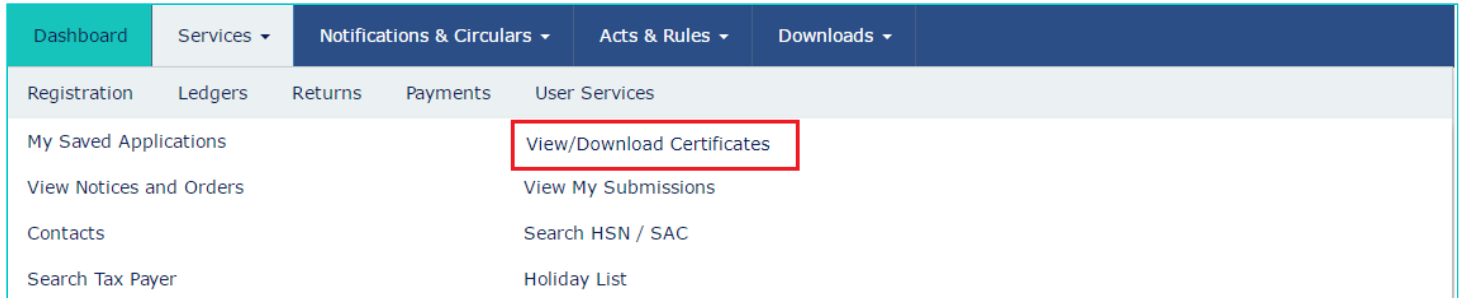 Dashboard Services Notifications & Circulars Acts & Rules Downloads
Registration Ledgers Returns Payments User Services
My Saved Applications View/Download Certificates
View Notices and Orders View My Submissions
Contacts Search HSN / SAC
Search Tax Payer Holiday List